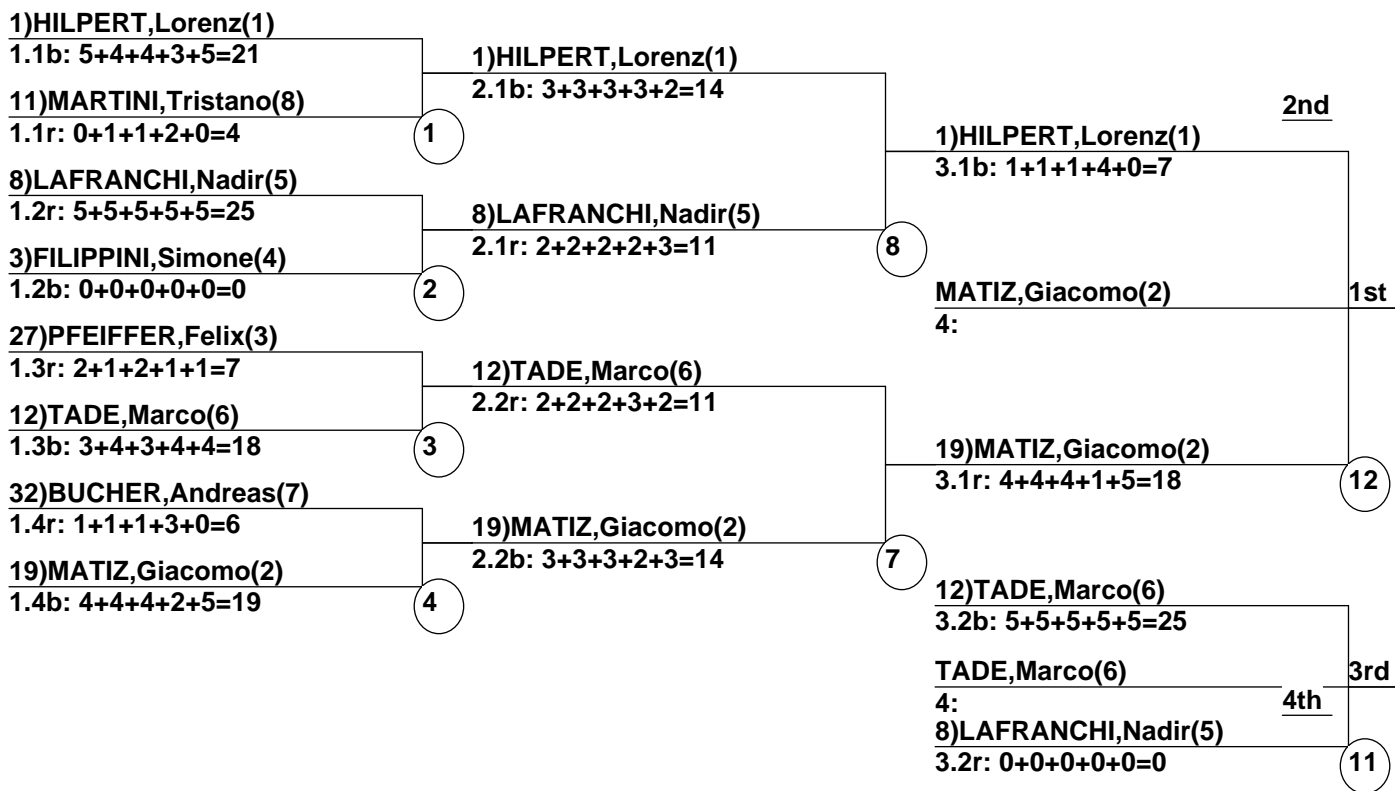 1)HILPERT,Lorenz(1)
1.1b: 5+4+4+3+5=21
11)MARTINI,Tristano(8)
1.1r: 0+1+1+2+0=4
1
8)LAFRANCHI,Nadir(5)
1.2r: 5+5+5+5+5=25
3)FILIPPINI,Simone(4)
1.2b: 0+0+0+0+0=0
2
27)PFEIFFER,Felix(3)
1.3r: 2+1+2+1+1=7
12)TADE,Marco(6)
1.3b: 3+4+3+4+4=18
3
32)BUCHER,Andreas(7)
1.4r: 1+1+1+3+0=6
19)MATIZ,Giacomo(2)
1.4b: 4+4+4+2+5=19
4
1)HILPERT,Lorenz(1)
2.1b: 3+3+3+3+2=14
8)LAFRANCHI,Nadir(5)
2.1r: 2+2+2+2+3=11
8
12)TADE,Marco(6)
2.2r: 2+2+2+3+2=11
19)MATIZ,Giacomo(2)
2.2b: 3+3+3+2+3=14
7
2nd
1)HILPERT,Lorenz(1)
3.1b: 1+1+1+4+0=7
MATIZ,Giacomo(2)
1st
4:
19)MATIZ,Giacomo(2)
3.1r: 4+4+4+1+5=18
12
12)TADE,Marco(6)
3.2b: 5+5+5+5+5=25
TADE,Marco(6)
3rd
4:
4th
8)LAFRANCHI,Nadir(5)
3.2r: 0+0+0+0+0=0
11